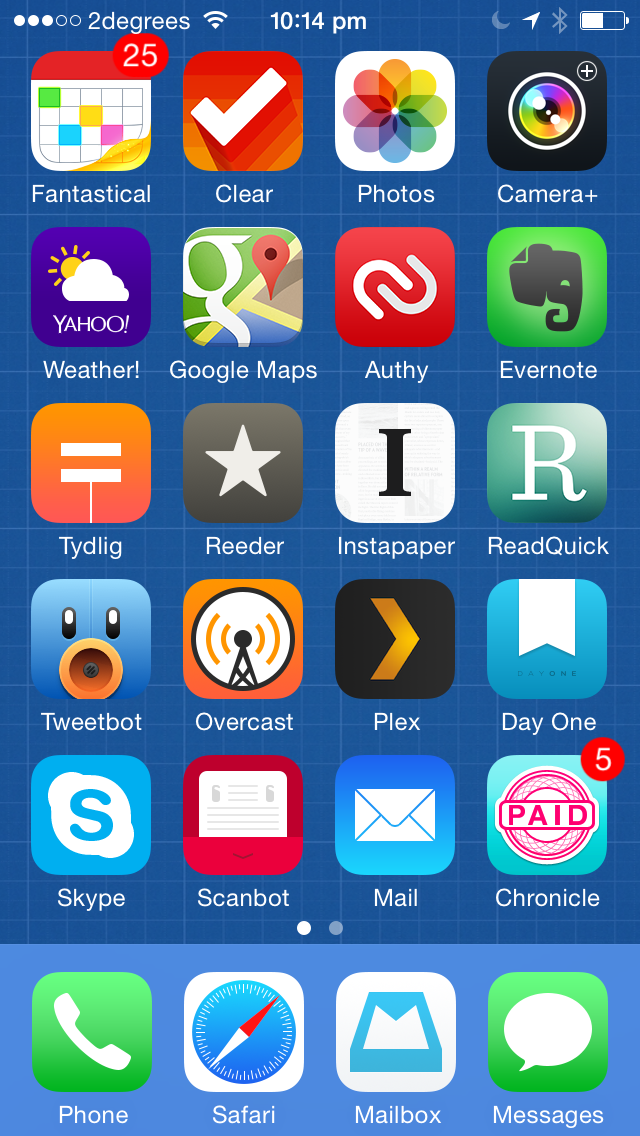 2degrees 10:14 pm
25
Fantastical Clear Photos Camera+
YAHOO!
Weather! Google Maps Authy Evernote
I R
Tydlig Reeder Instapaper ReadQuick
DAY ONE
Tweetbot Overcast Plex Day One
5
S PAID
Skype Scanbot Mail Chronicle
Phone Safari Mailbox Messages